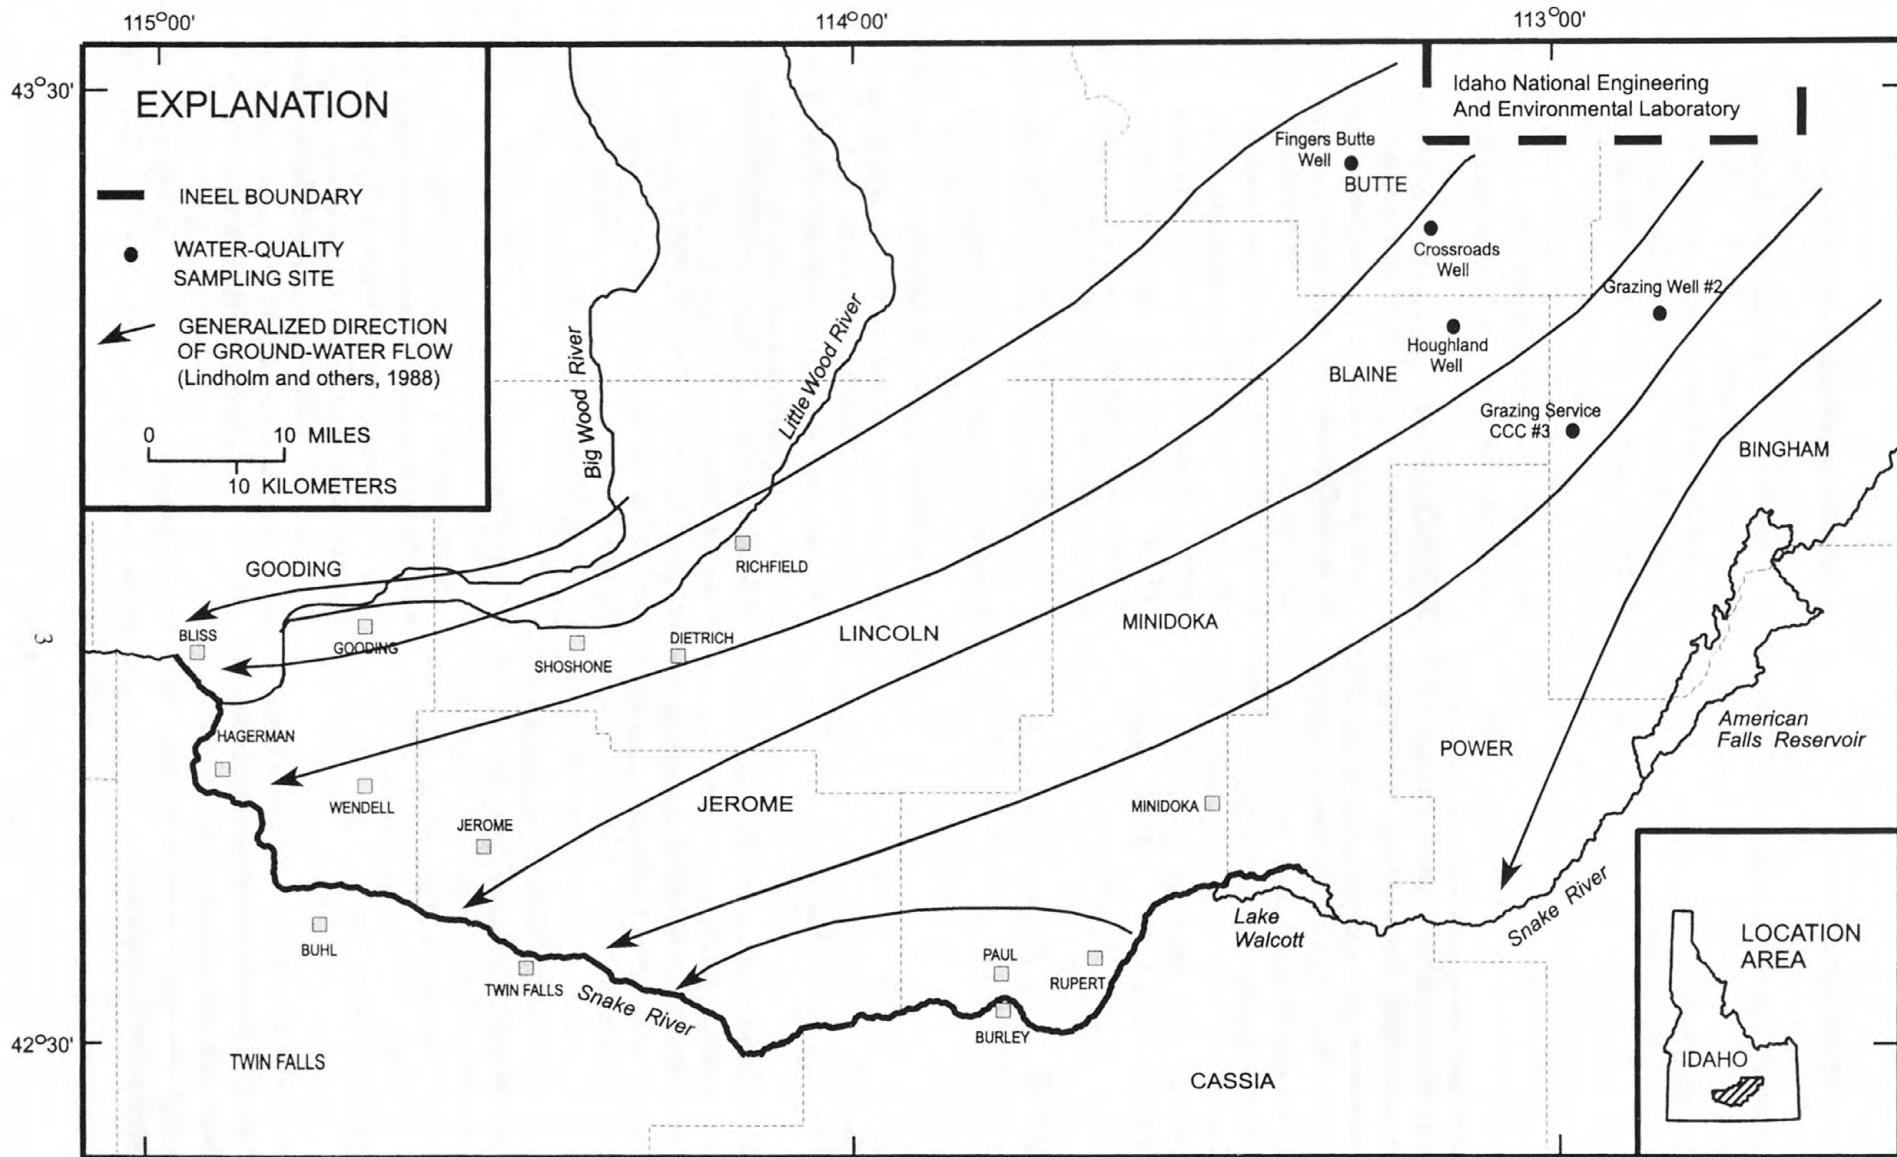 115°00'
114°00'
113°00'
43°30'
EXPLANATION
INEEL BOUNDARY
WATER-QUALITY
SAMPLING SITE
GENERALIZED DIRECTION
OF GROUND-WATER FLOW
(Lindholm and others, 1988)
0 10 MILES
10 KILOMETERS
Big Wood River
Little Wood River
Idaho National Engineering
And Environmental Laboratory
Fingers Butte
Well
BUTTE
Crossroads
Well
Grazing Well #2
Houghland
Well
BLAINE
Grazing Service
CCC #3
BINGHAM
GOODING
RICHFIELD
BLISS
GOODING
SHOSHONE
DIETRICH
LINCOLN
MINIDOKA
3
HAGERMAN
WENDELL
JEROME
JEROME
MINIDOKA
POWER
American
Falls Reservoir
BUHL
TWIN FALLS
Snake River
PAUL
RUPERT
BURLEY
Lake
Walcott
Snake River
42°30'
TWIN FALLS
CASSIA
LOCATION
AREA
IDAHO